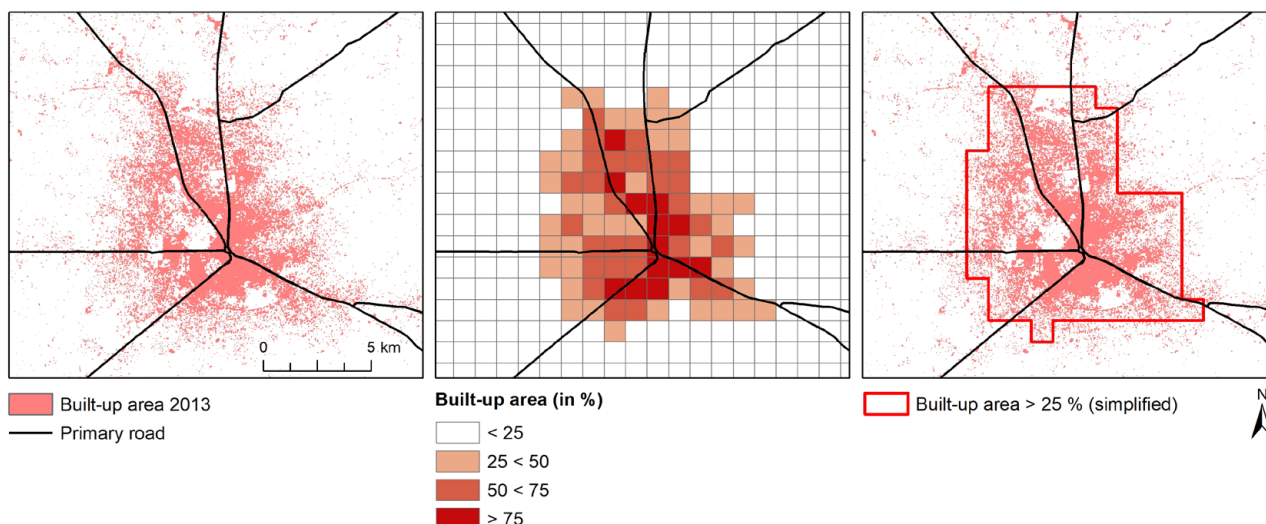 0 5 km
Built-up area 2013
Primary road
Built-up area (in %)
< 25
25 < 50
50 < 75
> 75
Built-up area > 25 % (simplified)
N